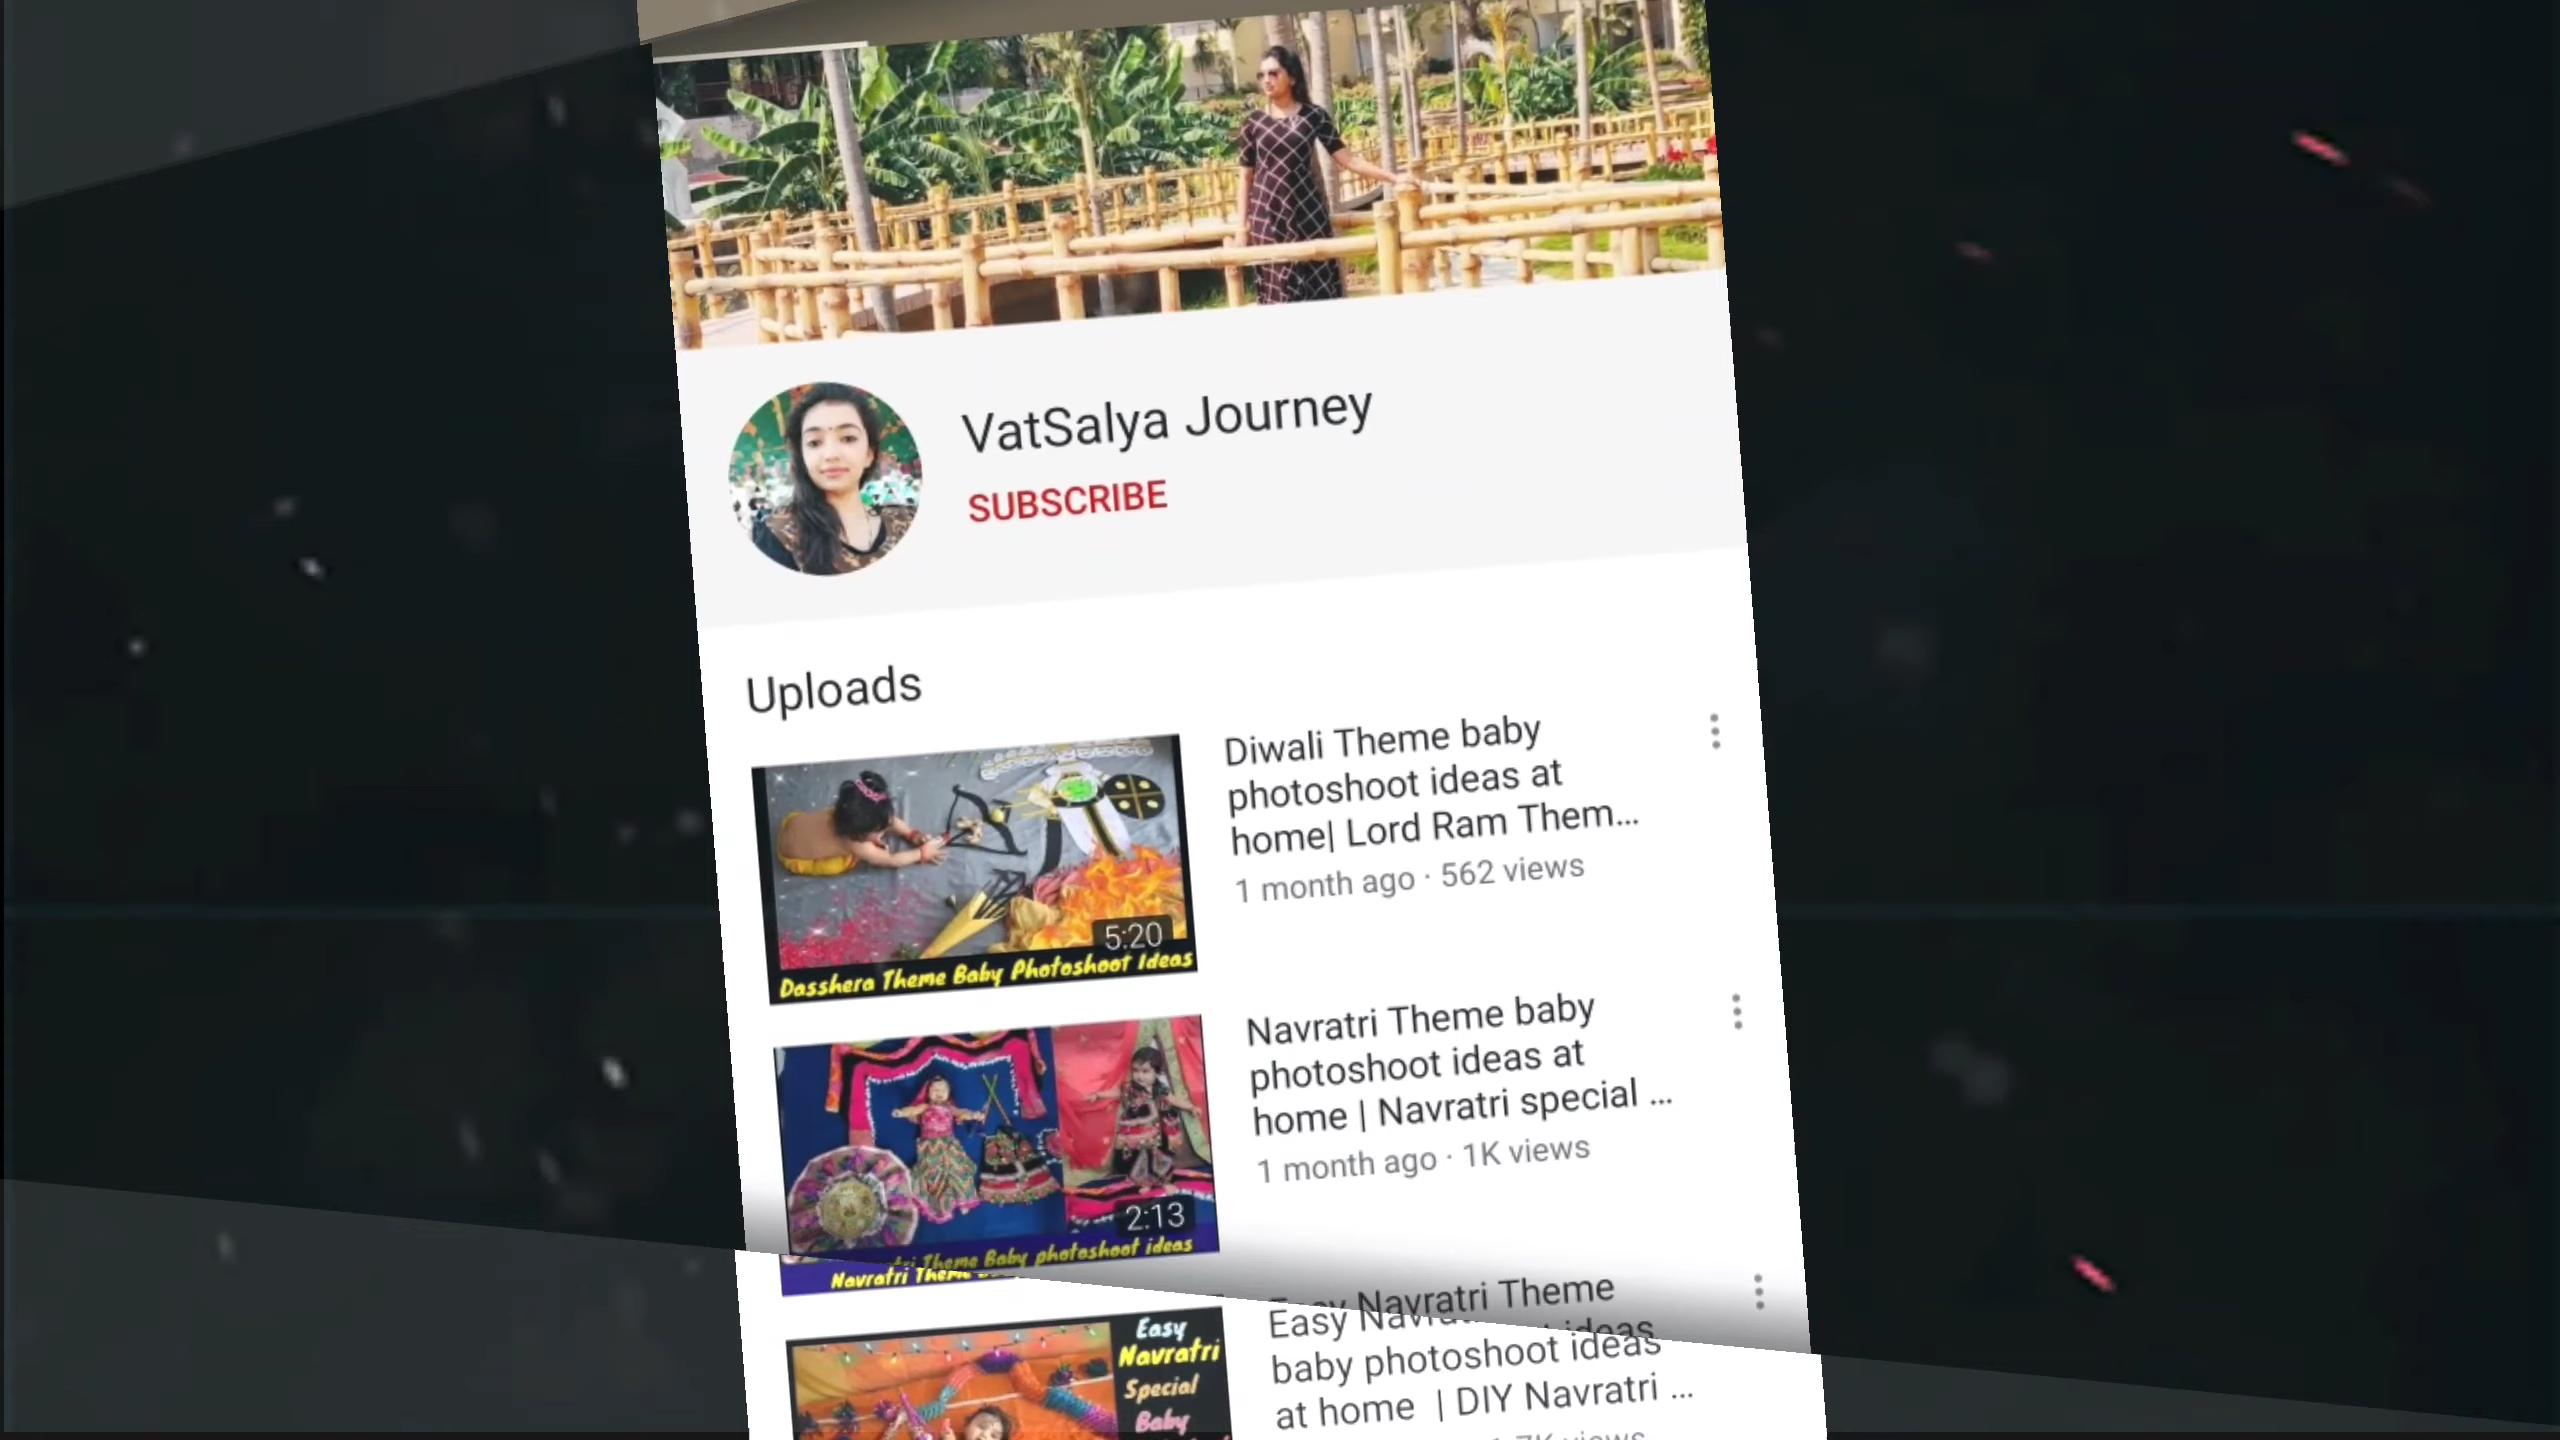 VatSalya Journey
SUBSCRIBE
Uploads
Diwali Theme baby
photoshoot ideas at
home| Lord Ram Them...
1 month ago · 562 views
5:20
Dasshera Theme Baby Photoshoot Ideas
Navratri Theme baby
photoshoot ideas at
home | Navratri special ...
1 month ago · 1K views
2:13
Theme Baby photoshoot ideas
Navratri Theme
Easy Navratri Theme
baby photoshoot ideas
at home | DIY Navratri ...
Easy
Navratri
Special
Baby